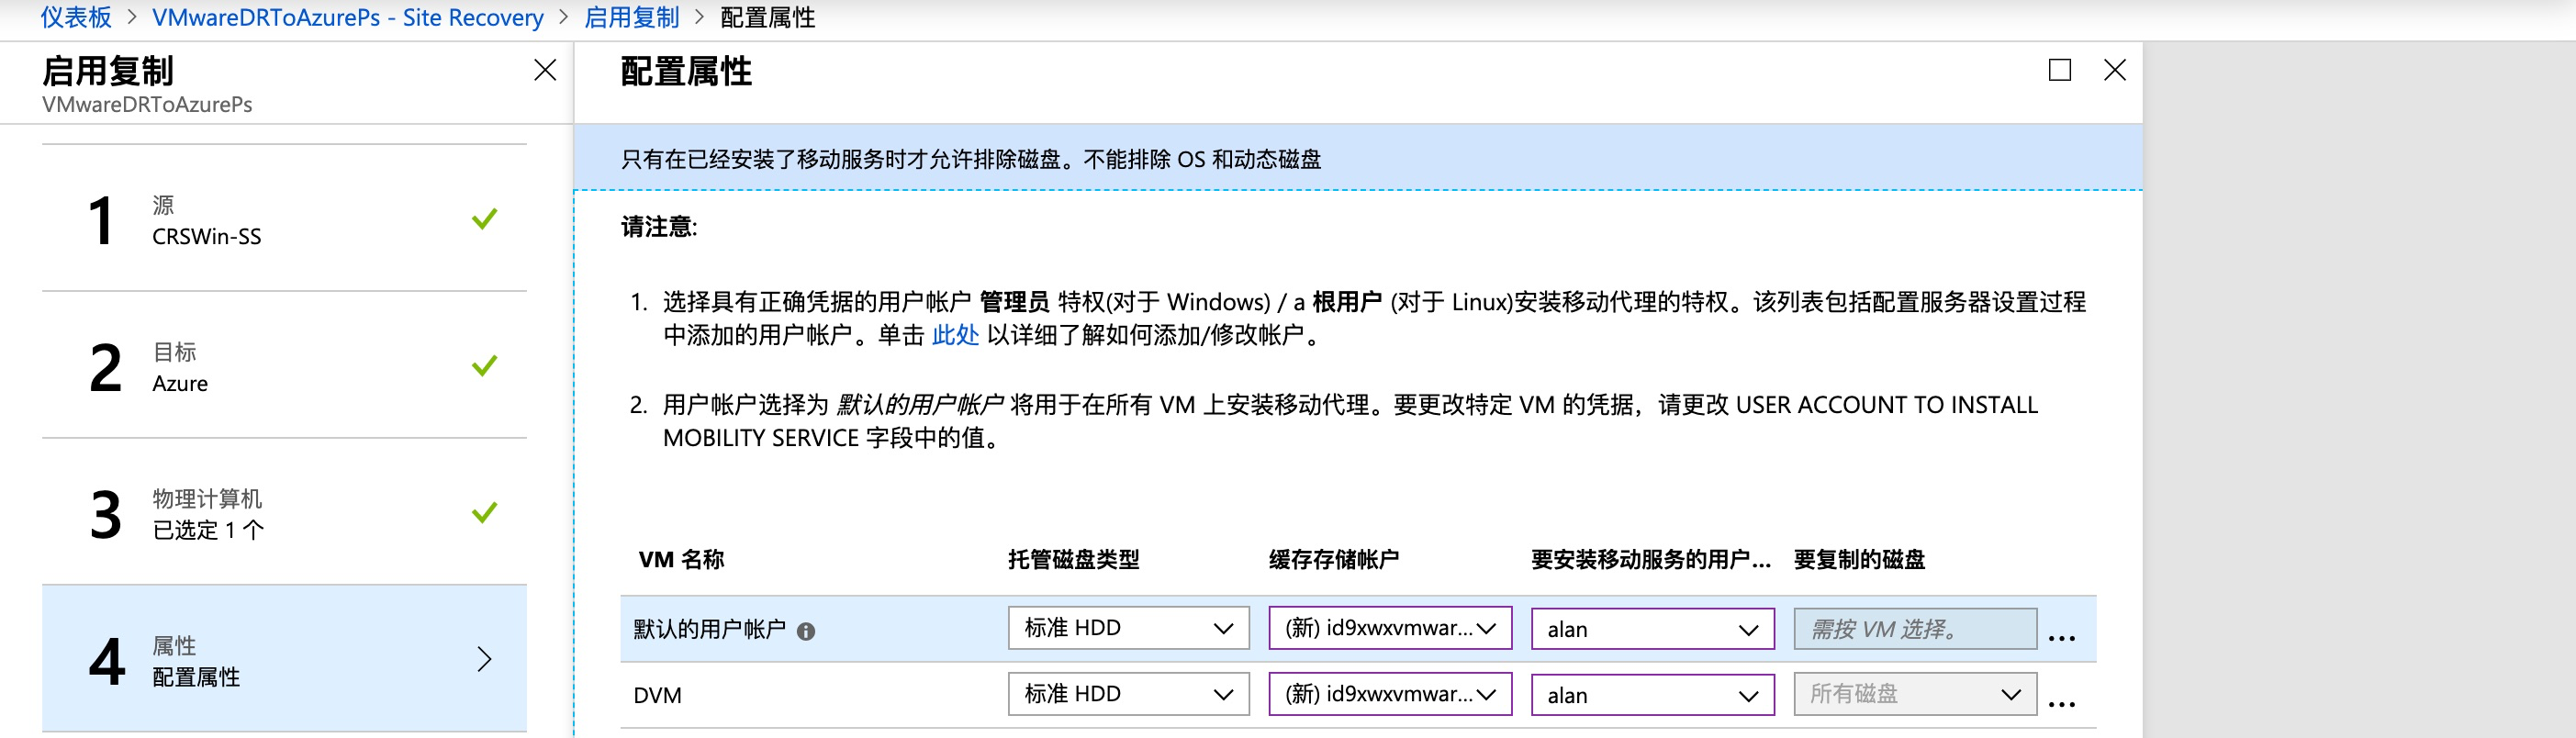 仪表板 > VMwareDRToAzurePs - Site Recovery > 启用复制 > 配置属性
启用复制
VMwareDRToAzurePs
1
源
CRSWin-SS
2
目标
Azure
3
物理计算机
已选定 1 个
4
属性
配置属性
配置属性
只有在已经安装了移动服务时才允许排除磁盘。不能排除 OS 和动态磁盘
请注意:
1. 选择具有正确凭据的用户帐户 管理员 特权(对于 Windows) / a 根用户 (对于 Linux)安装移动代理的特权。该列表包括配置服务器设置过程
中添加的用户帐户。单击 此处 以详细了解如何添加/修改帐户。
2. 用户帐户选择为 默认的用户帐户 将用于在所有 VM 上安装移动代理。要更改特定 VM 的凭据，请更改 USER ACCOUNT TO INSTALL
MOBILITY SERVICE 字段中的值。
VM 名称 托管磁盘类型 缓存存储帐户 要安装移动服务的用户... 要复制的磁盘
默认的用户帐户 标准 HDD (新) id9xwxvmwar... alan 需按 VM 选择。 ...
DVM 标准 HDD (新) id9xwxvmwar... alan 所有磁盘 ...